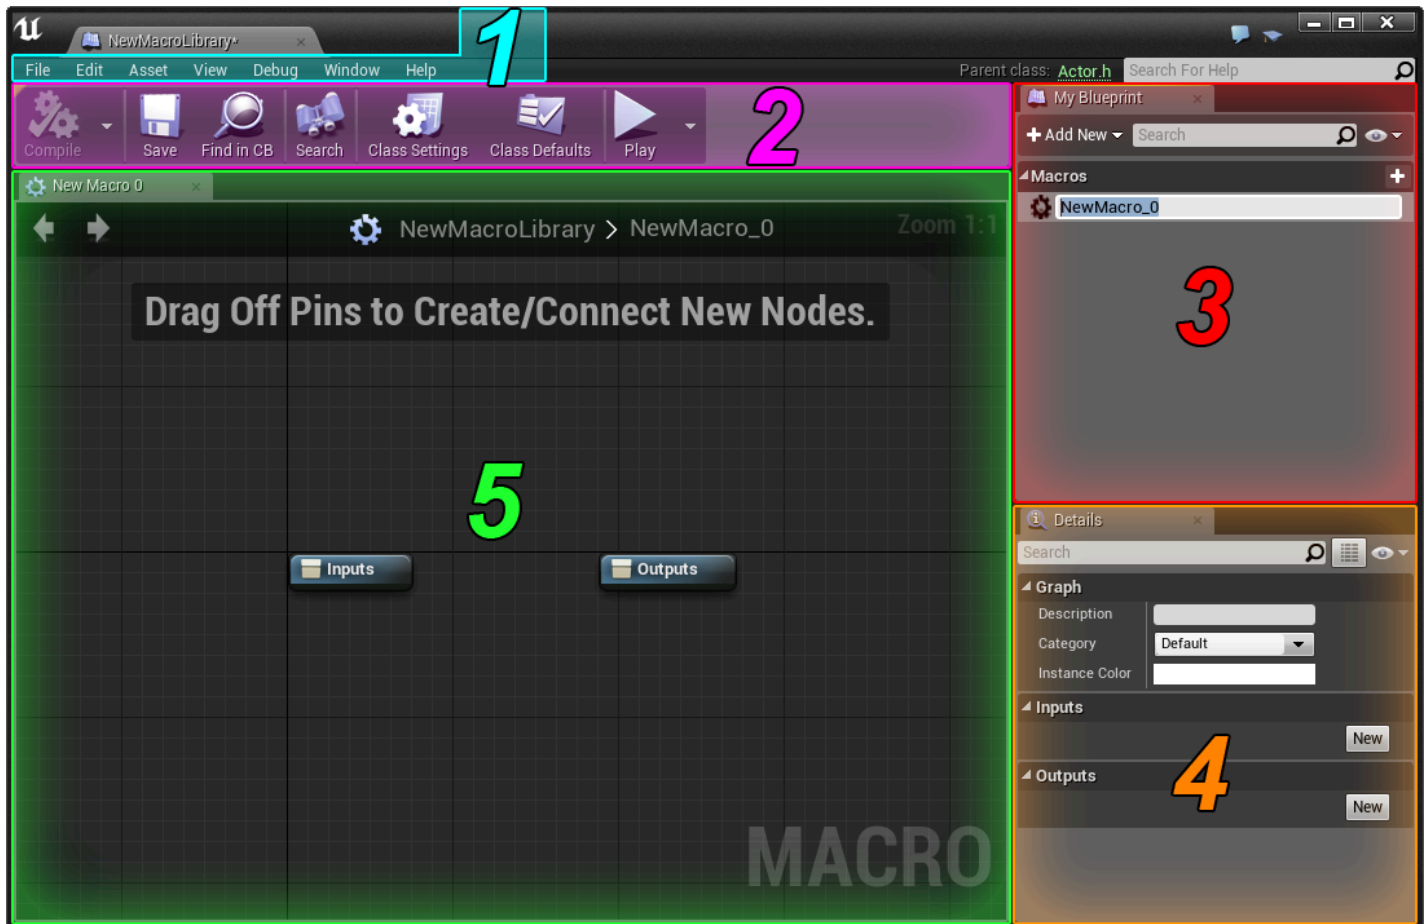 NewMacroLibrary*
1
File Edit Asset View Debug Window Help
Parent class: Actor.h Search For Help
Compile Save Find in CB Search Class Settings Class Defaults Play
2
My Blueprint
+ Add New Search
Macros +
NewMacro_0
3
New Macro 0
NewMacroLibrary > NewMacro_0
Zoom 1:1
Drag Off Pins to Create/Connect New Nodes.
5
Inputs
Outputs
MACRO
Details
Search
Graph
Description
Category Default
Instance Color
Inputs
New
Outputs
New
4